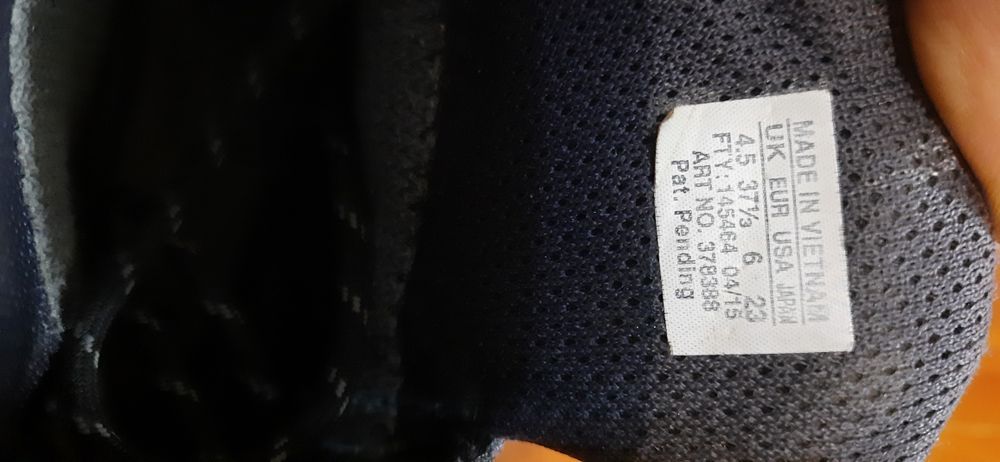 MADE IN VIETNAM
UK EUR USA JAPAN
4.5 37⅓ 6 23
FTY: 145464 04/15
ART NO. 378388
Pat. Pending